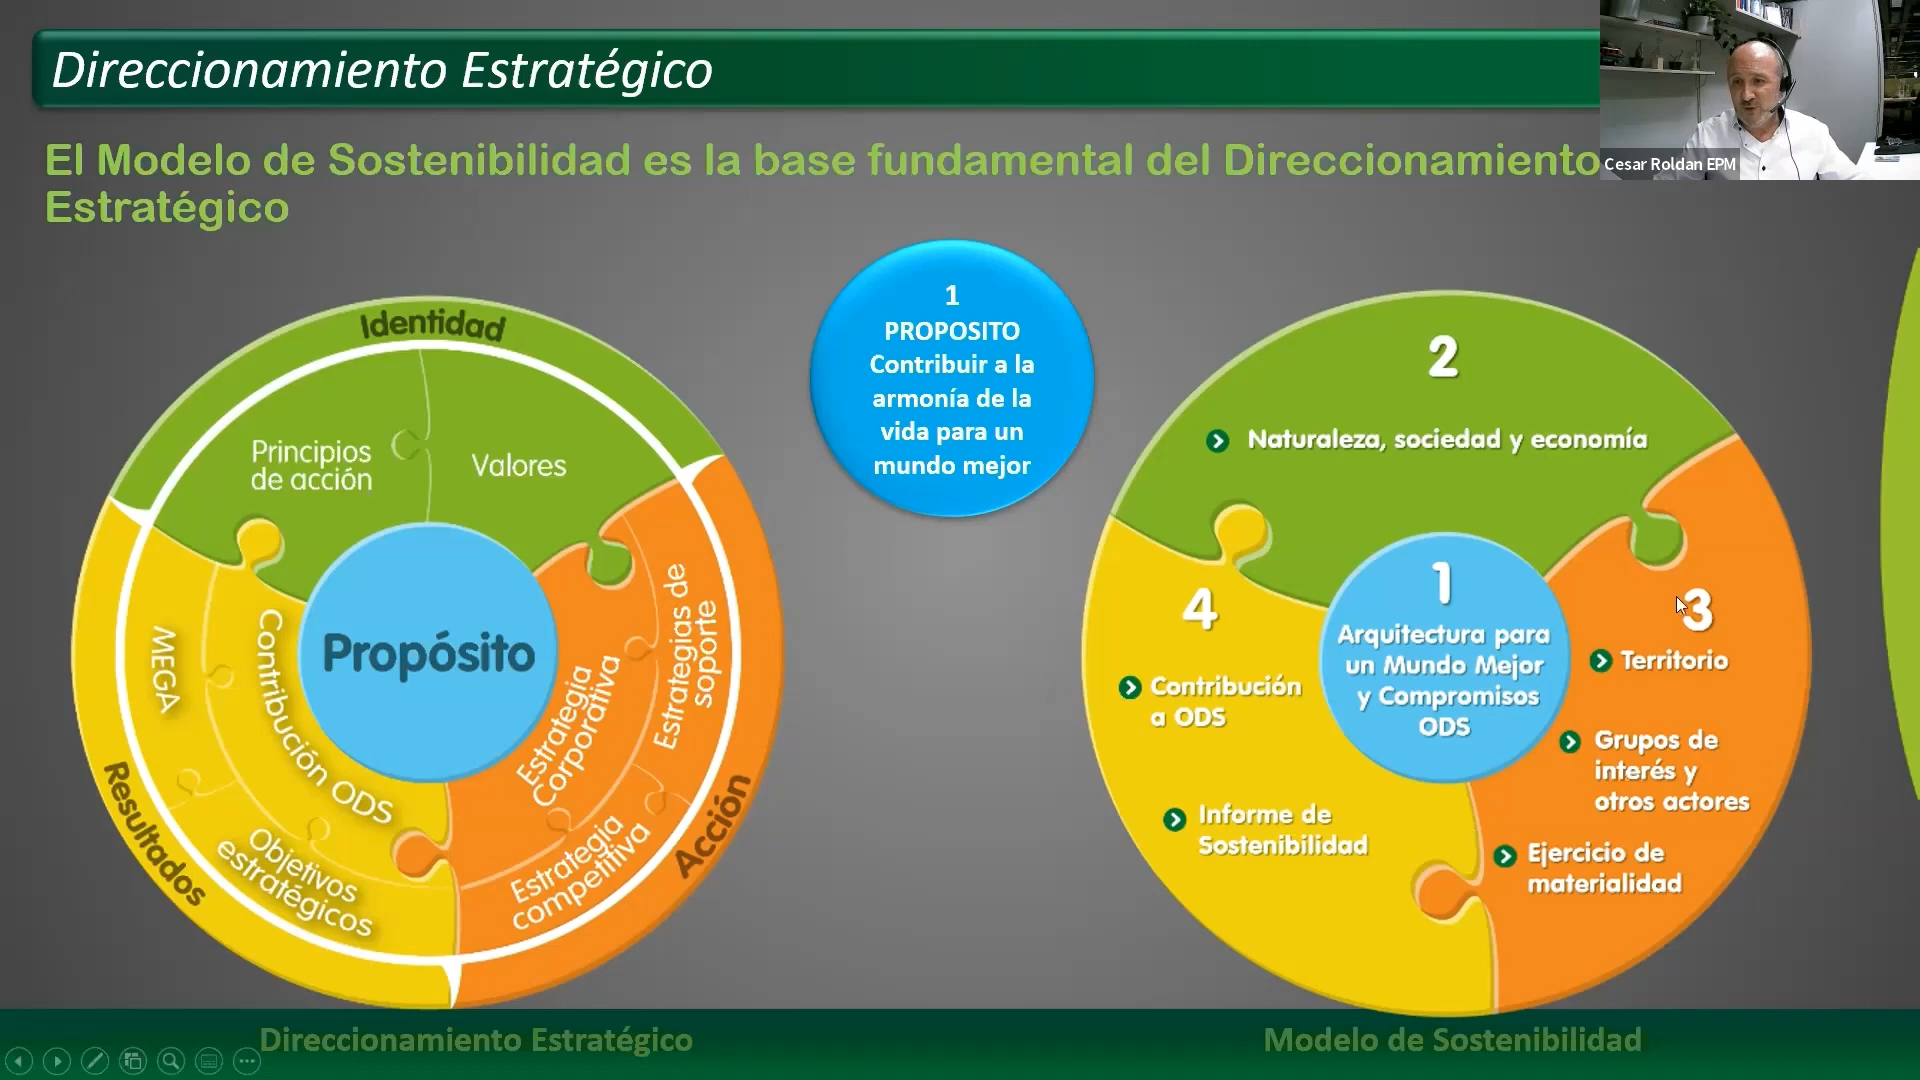 Direccionamiento Estratégico
Cesar Roldan EPM
El Modelo de Sostenibilidad es la base fundamental del Direccionamiento
Estratégico
Identidad
Principios
de acción
Valores
Propósito
MEGA
Contribución ODS
Objetivos
estratégicos
Resultados
Estrategia
Corporativa
Estrategias de
soporte
Estrategia
competitiva
Acción
1
PROPOSITO
Contribuir a la
armonía de la
vida para un
mundo mejor
2
Naturaleza, sociedad y economía
1
Arquitectura para
un Mundo Mejor
y Compromisos
ODS
3
Territorio
Grupos de
interés y
otros actores
Ejercicio de
materialidad
4
Contribución
a ODS
Informe de
Sostenibilidad
Direccionamiento Estratégico
Modelo de Sostenibilidad